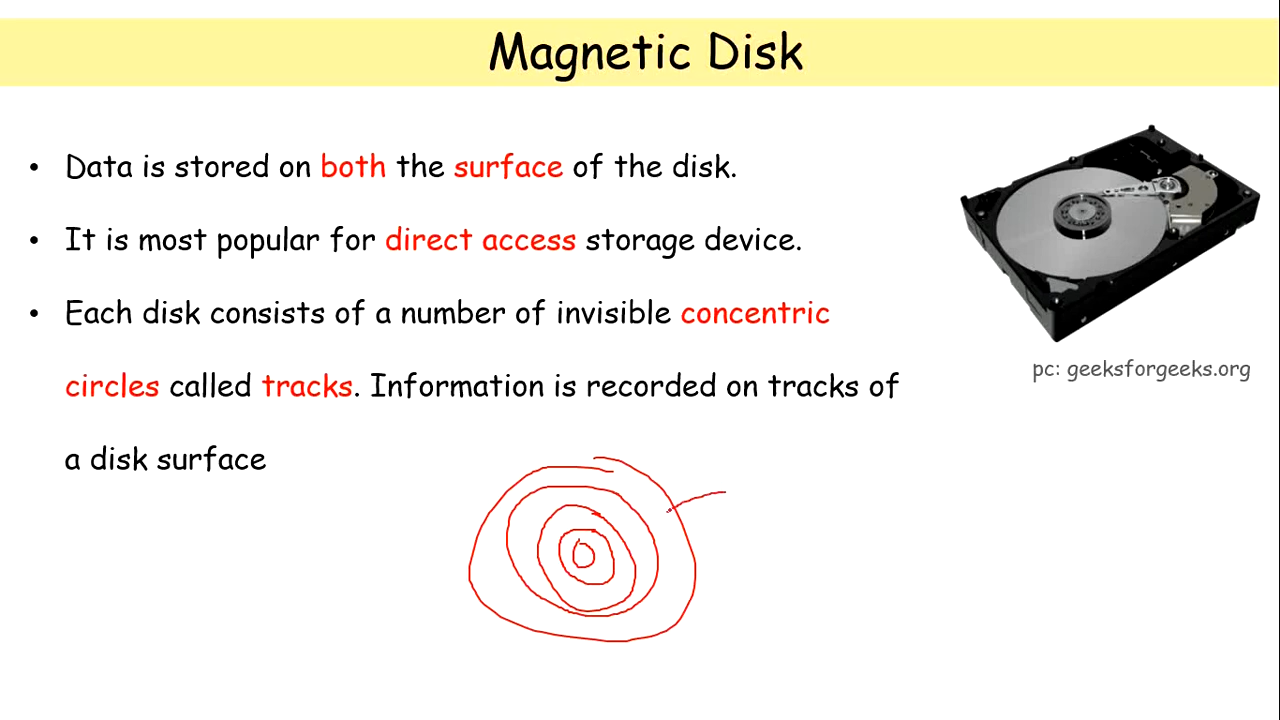 Magnetic Disk
• Data is stored on both the surface of the disk.
• It is most popular for direct access storage device.
• Each disk consists of a number of invisible concentric
circles called tracks. Information is recorded on tracks of
a disk surface
pc: geeksforgeeks.org